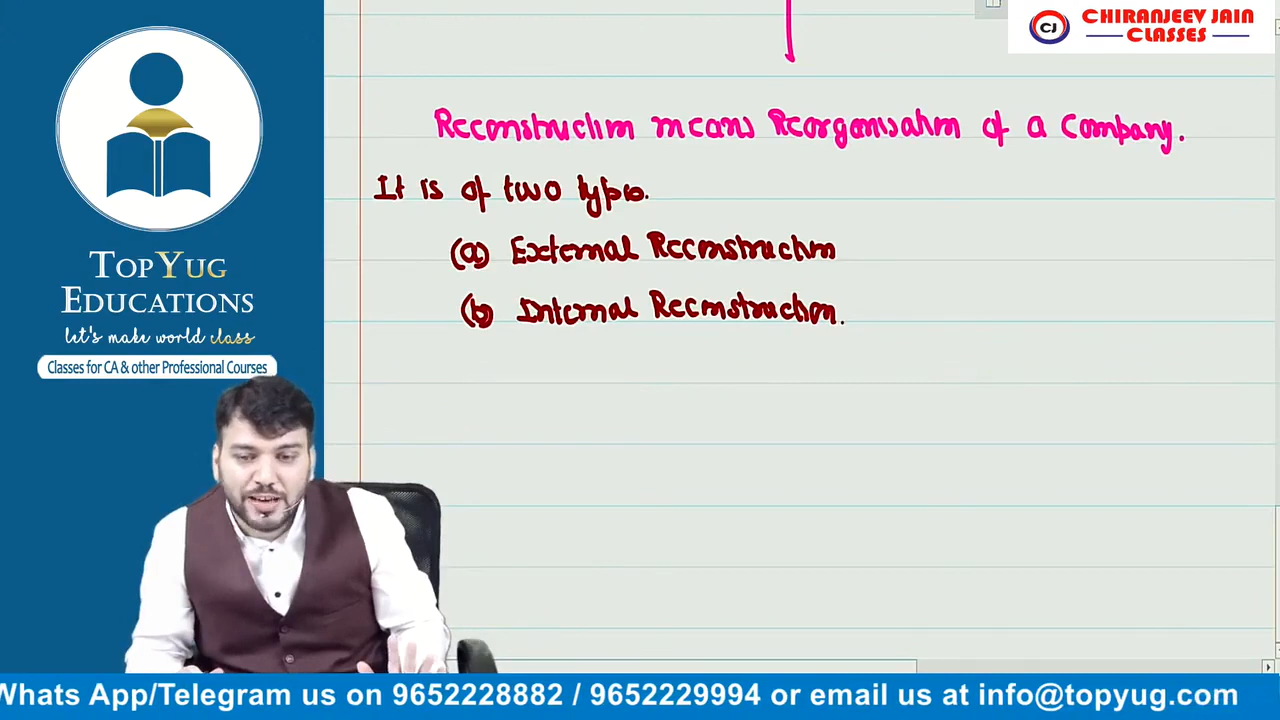 CHIRANJEEV JAIN
CLASSES
CJ
Reconstruction means Reorganisation of a Company.
It is of two types.
(a) External Reconstruction
(b) Internal Reconstruction.
TOPYUG
EDUCATIONS
let's make world class
Classes for CA & other Professional Courses
Whats App/Telegram us on 9652228882 / 9652229994 or email us at info@topyug.com